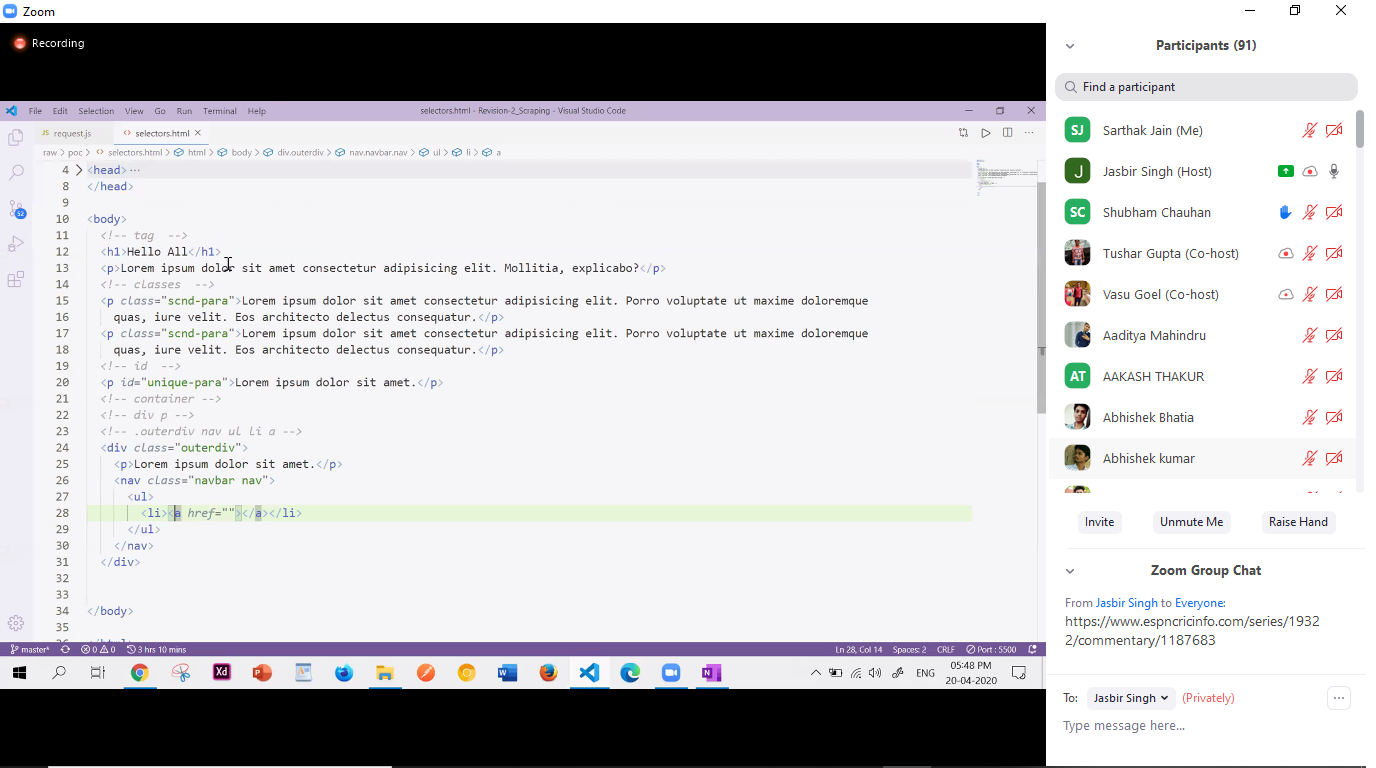 Zoom
Recording
File Edit Selection View Go Run Terminal Help
selectors.html - Revision-2_Scraping - Visual Studio Code
JS request.js
<> selectors.html
raw > poc > <> selectors.html > html > body > div.outerdiv > nav.navbar.nav > ul > li > a
4 <head>···
8 </head>
9
10 <body>
11 <!-- tag -->
12 <h1>Hello All</h1>
13 <p>Lorem ipsum dolor sit amet consectetur adipisicing elit. Mollitia, explicabo?</p>
14 <!-- classes -->
15 <p class="scnd-para">Lorem ipsum dolor sit amet consectetur adipisicing elit. Porro voluptate ut maxime doloremque
16 quas, iure velit. Eos architecto delectus consequatur.</p>
17 <p class="scnd-para">Lorem ipsum dolor sit amet consectetur adipisicing elit. Porro voluptate ut maxime doloremque
18 quas, iure velit. Eos architecto delectus consequatur.</p>
19 <!-- id -->
20 <p id="unique-para">Lorem ipsum dolor sit amet.</p>
21 <!-- container -->
22 <!-- div p -->
23 <!-- .outerdiv nav ul li a -->
24 <div class="outerdiv">
25 <p>Lorem ipsum dolor sit amet.</p>
26 <nav class="navbar nav">
27 <ul>
28 <li><a href=""></a></li>
29 </ul>
30 </nav>
31 </div>
32
33
34 </body>
35
36 </html>
52
master* 0 0 3 hrs 10 mins
Ln 28, Col 14 Spaces: 2 CRLF Port : 5500
Xd
ENG
05:48 PM
20-04-2020
Participants (91)
Find a participant
SJ Sarthak Jain (Me)
J Jasbir Singh (Host)
SC Shubham Chauhan
Tushar Gupta (Co-host)
Vasu Goel (Co-host)
Aaditya Mahindru
AT AAKASH THAKUR
Abhishek Bhatia
Abhishek kumar
Invite Unmute Me Raise Hand
Zoom Group Chat
From Jasbir Singh to Everyone:
https://www.espncricinfo.com/series/1932
2/commentary/1187683
To: Jasbir Singh (Privately)
Type message here...